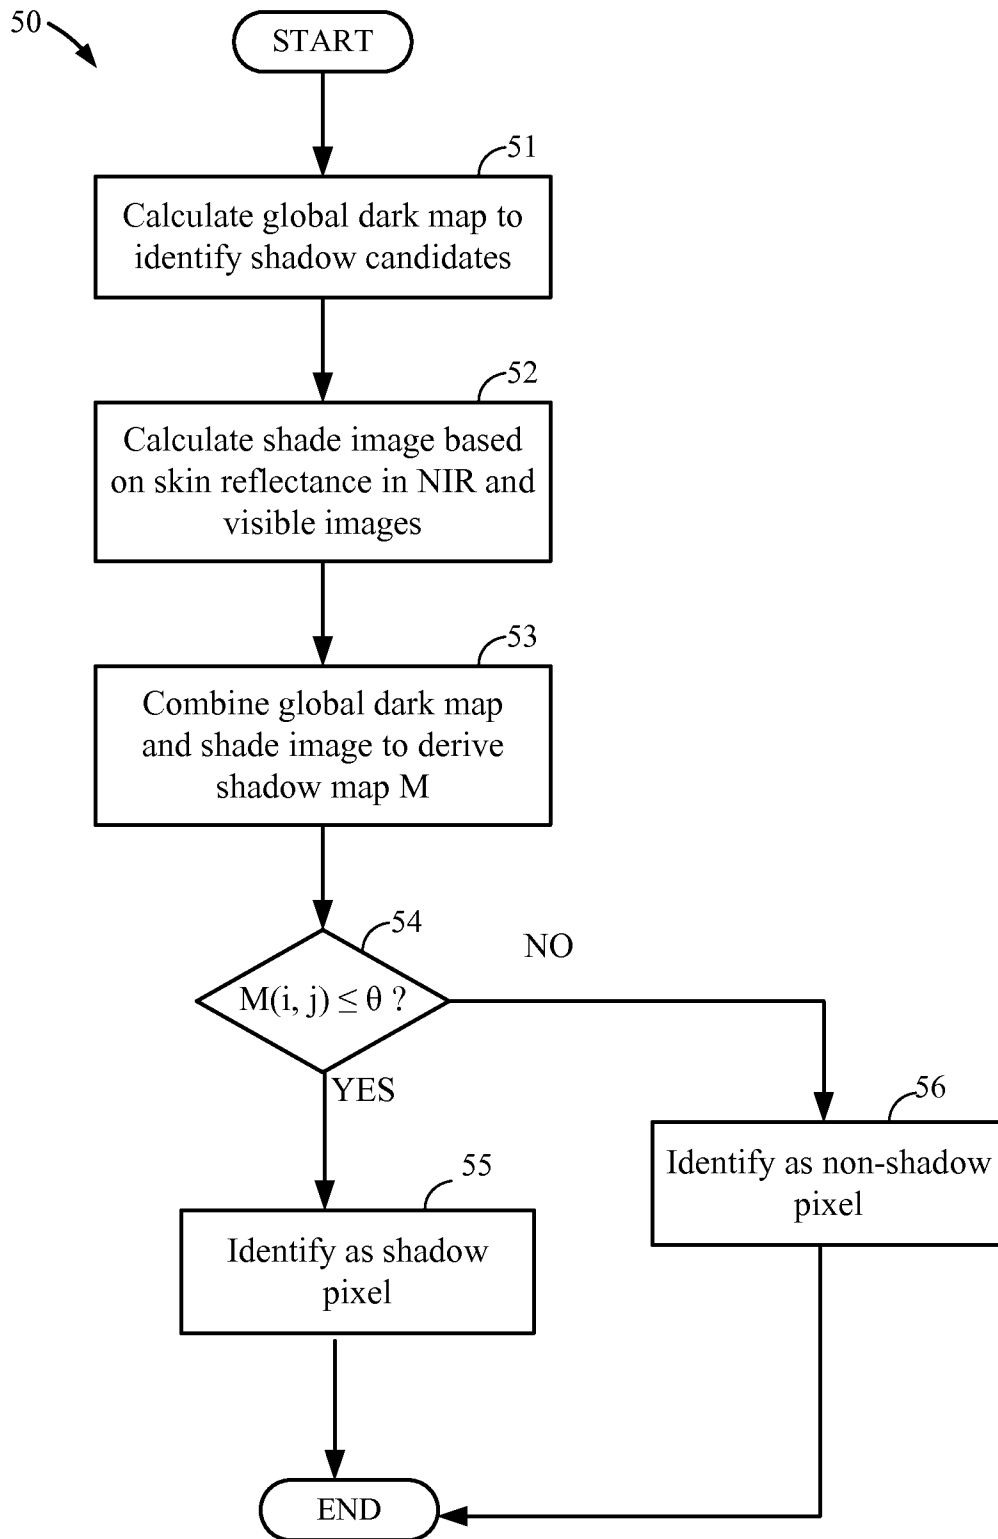 50
START
51
Calculate global dark map to
identify shadow candidates
52
Calculate shade image based
on skin reflectance in NIR and
visible images
53
Combine global dark map
and shade image to derive
shadow map M
54
NO
M(i, j) ≤ θ ?
YES
56
Identify as non-shadow
pixel
55
Identify as shadow
pixel
END